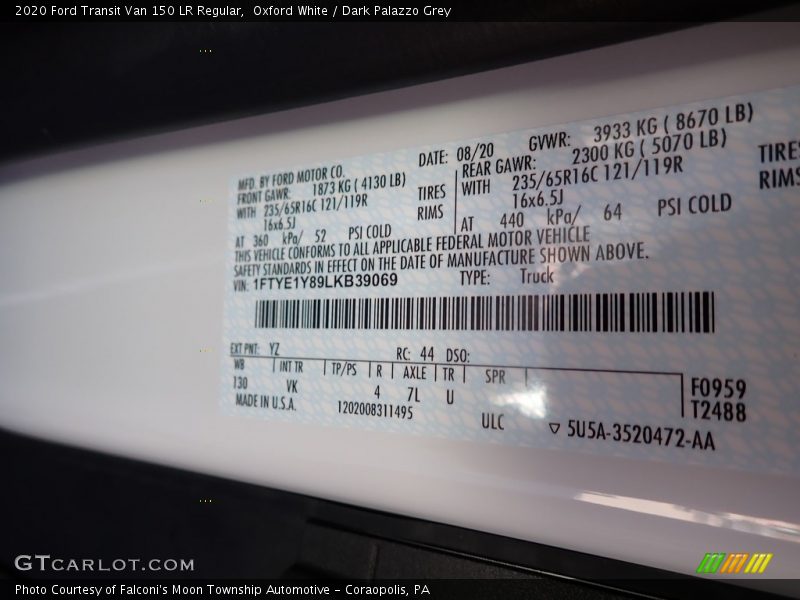 2020 Ford Transit Van 150 LR Regular,  Oxford White / Dark Palazzo Grey
MFD. BY FORD MOTOR CO. DATE: 08/20 GVWR: 3933 KG ( 8670 LB)
FRONT GAWR: 1873 KG ( 4130 LB) REAR GAWR: 2300 KG ( 5070 LB)
WITH 235/65R16C 121/119R TIRES WITH 235/65R16C 121/119R TIRES
16x6.5J RIMS 16x6.5J RIMS
AT 360 kPa/ 52 PSI COLD AT 440 kPa/ 64 PSI COLD
THIS VEHICLE CONFORMS TO ALL APPLICABLE FEDERAL MOTOR VEHICLE
SAFETY STANDARDS IN EFFECT ON THE DATE OF MANUFACTURE SHOWN ABOVE.
VIN: 1FTYE1Y89LKB39069 TYPE: Truck
EXT PNT: YZ RC: 44 DSO:
WB INT TR TP/PS R AXLE TR SPR
130 VK 4 7L U
F0959
T2488
MADE IN U.S.A. 1202008311495 ULC ▽ 5U5A-3520472-AA
GTCARLOT.COM
Photo Courtesy of Falconi's Moon Township Automotive – Coraopolis, PA